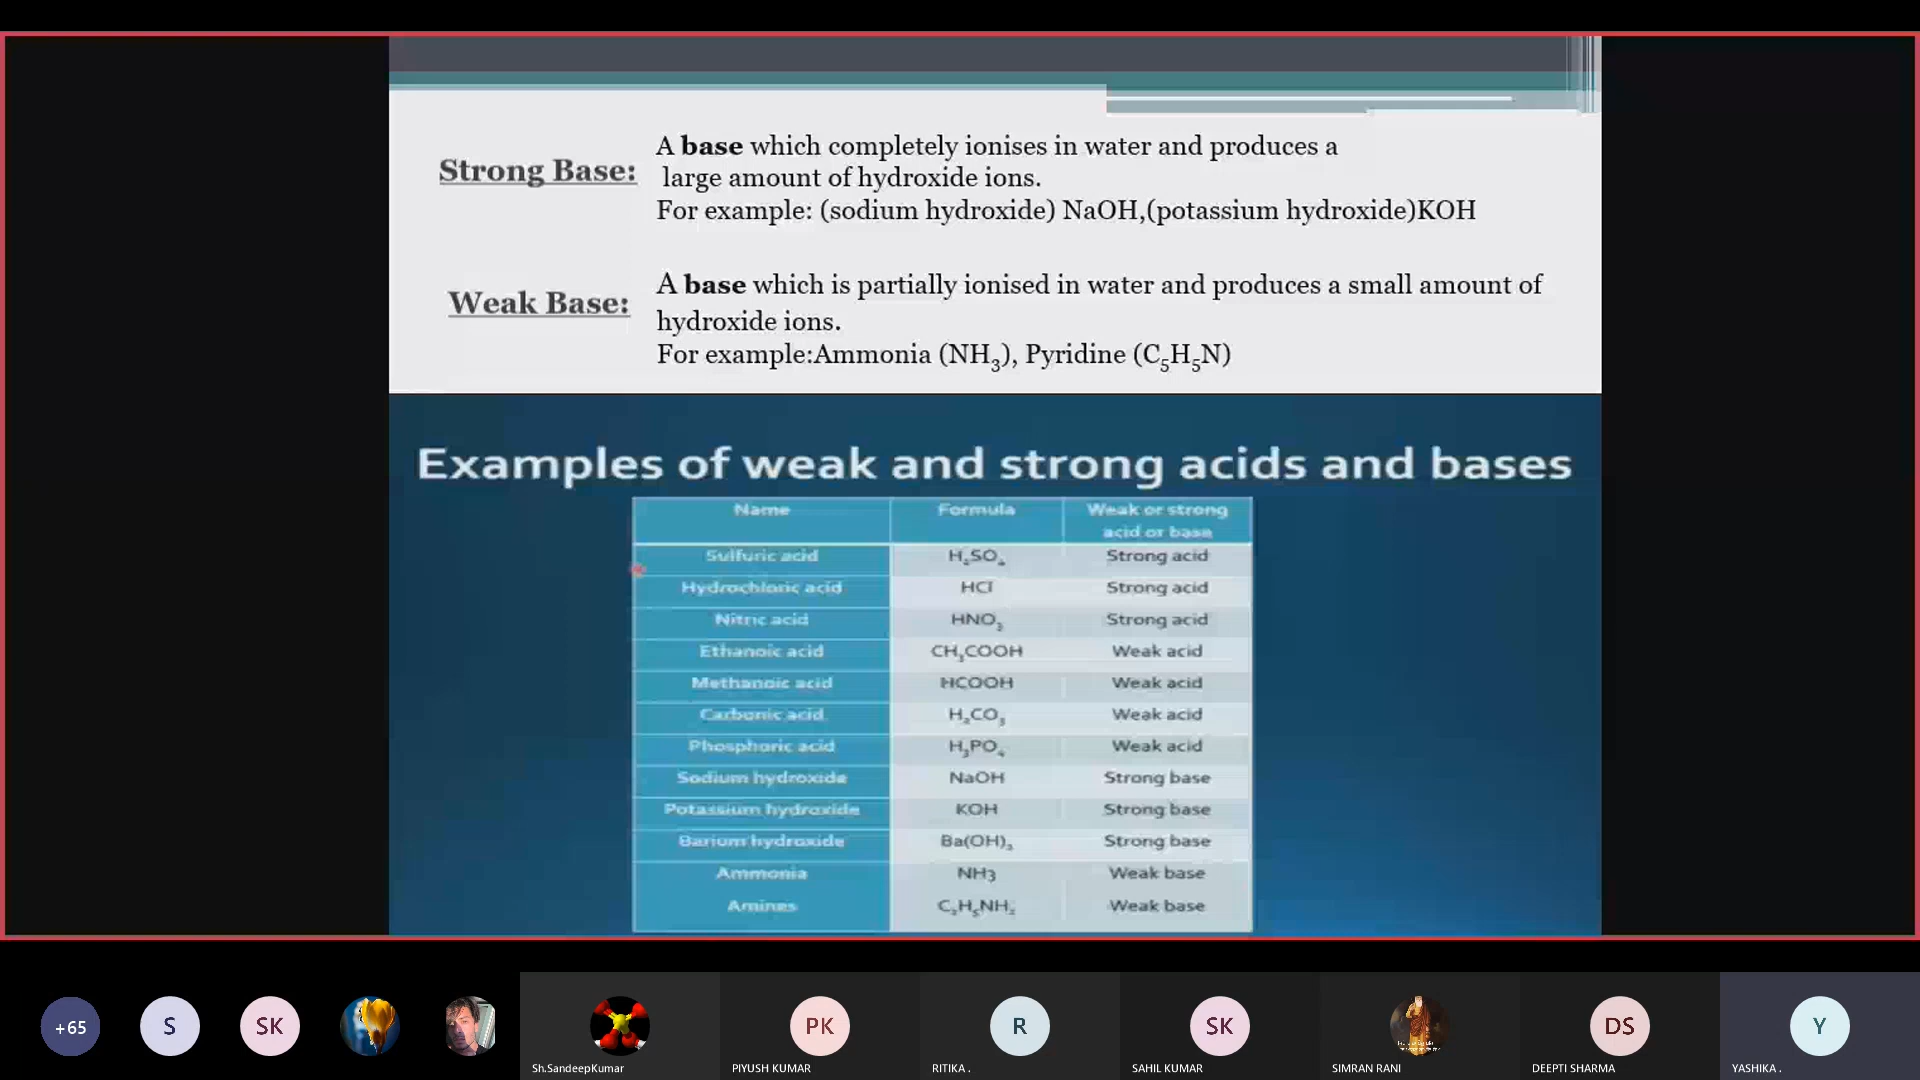 Strong Base:
A base which completely ionises in water and produces a
large amount of hydroxide ions.
For example: (sodium hydroxide) NaOH,(potassium hydroxide)KOH
Weak Base:
A base which is partially ionised in water and produces a small amount of
hydroxide ions.
For example:Ammonia (NH₃), Pyridine (C₅H₅N)
Examples of weak and strong acids and bases
Name Formula Weak or strong
acid or base
Sulfuric acid H₂SO₄ Strong acid
Hydrochloric acid HCl Strong acid
Nitric acid HNO₃ Strong acid
Ethanoic acid CH₃COOH Weak acid
Methanoic acid HCOOH Weak acid
Carbonic acid H₂CO₃ Weak acid
Phosphoric acid H₃PO₄ Weak acid
Sodium hydroxide NaOH Strong base
Potassium hydroxide KOH Strong base
Barium hydroxide Strong base
Ammonia NH3 Weak base
Amines Weak base
+65 S SK PK R SK DS Y
Sh.SandeepKumar PIYUSH KUMAR RITIKA . SAHIL KUMAR SIMRAN RANI DEEPTI SHARMA YASHIKA .